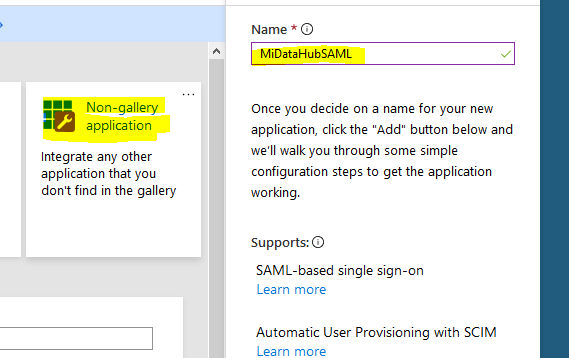 Non-gallery
application
Integrate any other
application that you
don't find in the gallery
Name *
MiDataHubSAML
Once you decide on a name for your new
application, click the "Add" button below and
we'll walk you through some simple
configuration steps to get the application
working.
Supports:
SAML-based single sign-on
Learn more
Automatic User Provisioning with SCIM
Learn more